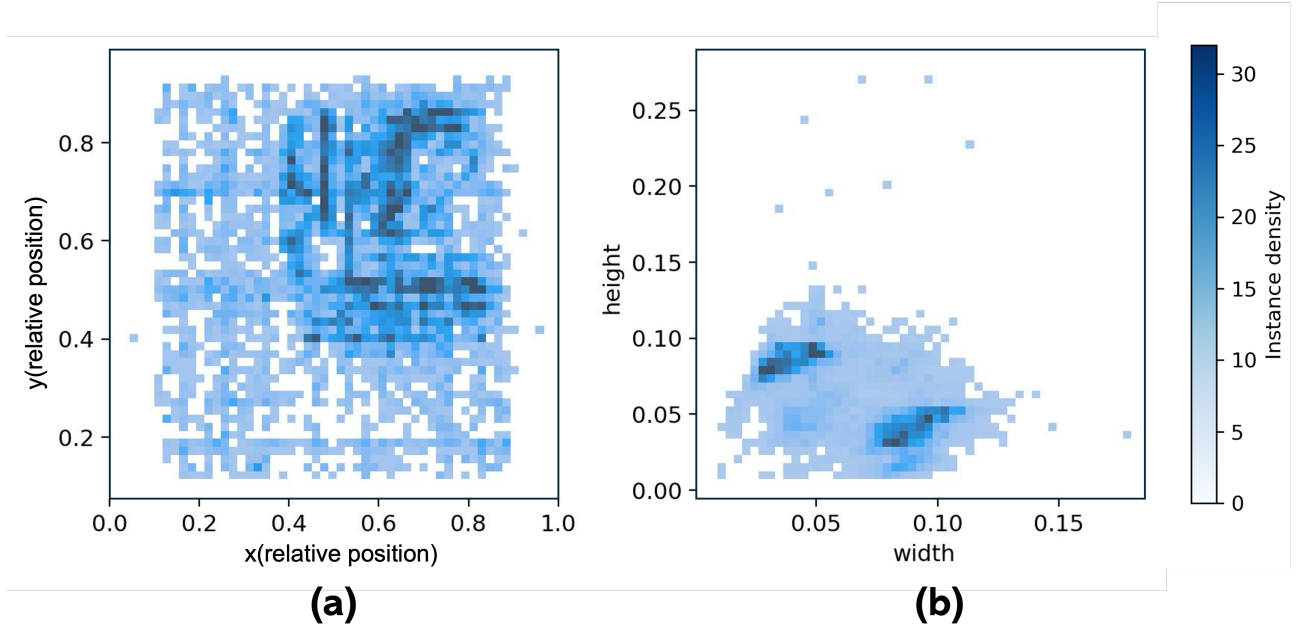 0.8
0.6
0.4
0.2
y(relative position)
0.0 0.2 0.4 0.6 0.8 1.0
x(relative position)
(a)
0.25
0.20
0.15
0.10
0.05
0.00
height
0.05 0.10 0.15
width
(b)
30
25
20
15
10
5
0
Instance density